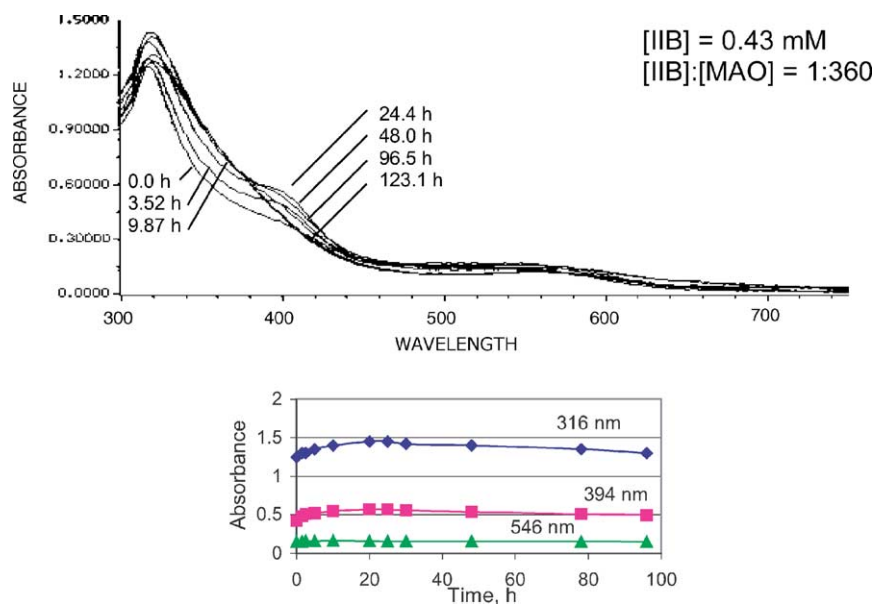 [IIB] = 0.43 mM
[IIB]:[MAO] = 1:360
ABSORBANCE
1.5000
1.2000
0.90000
0.60000
0.30000
0.0000
24.4 h
48.0 h
96.5 h
123.1 h
0.0 h
3.52 h
9.87 h
300 400 500 600 700
WAVELENGTH
Absorbance
2
1.5
1
0.5
0
316 nm
394 nm
546 nm
0 20 40 60 80 100
Time, h